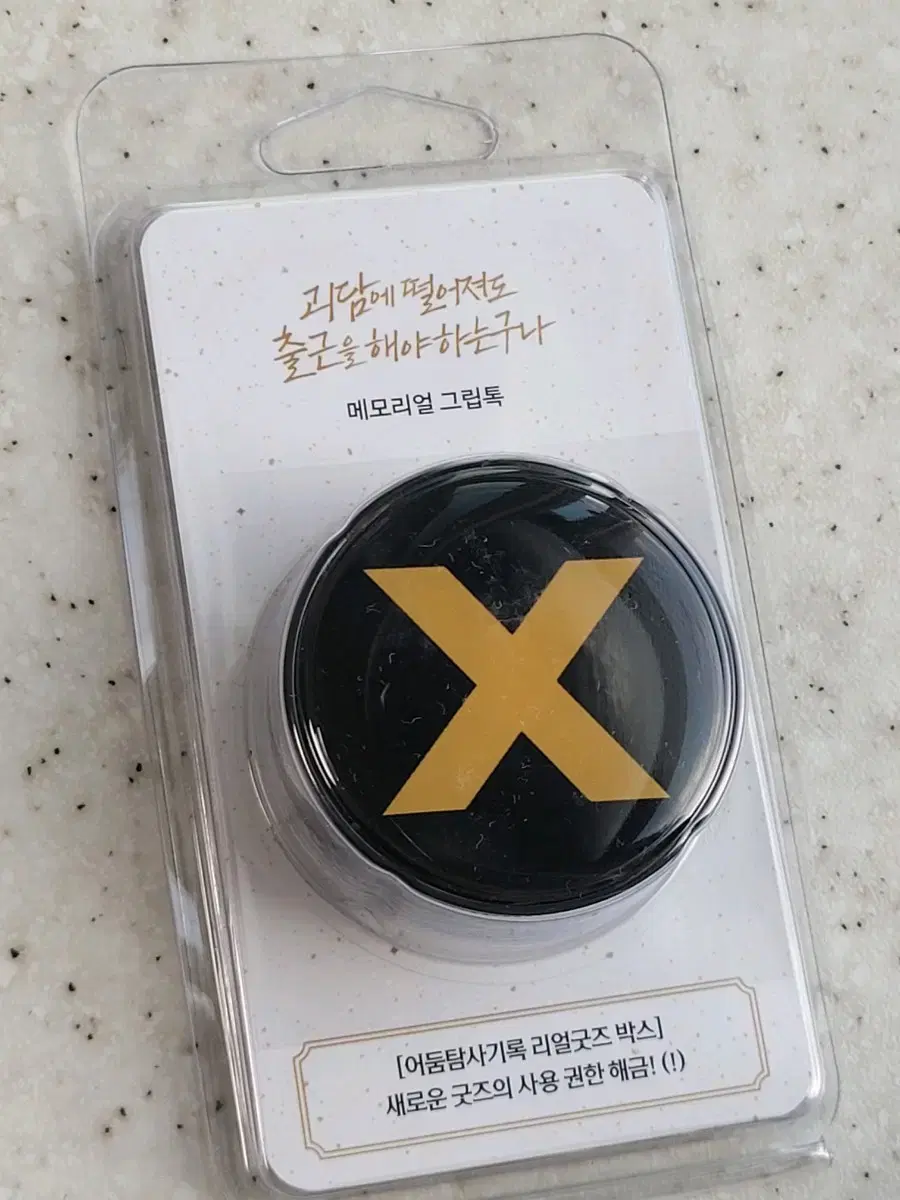 괴담에 떨어져도
출근을 해야 하는구나
메모리얼 그립톡
X
[어둠탐사기록 리얼굿즈 박스]
새로운 굿즈의 사용 권한 해금! (!)